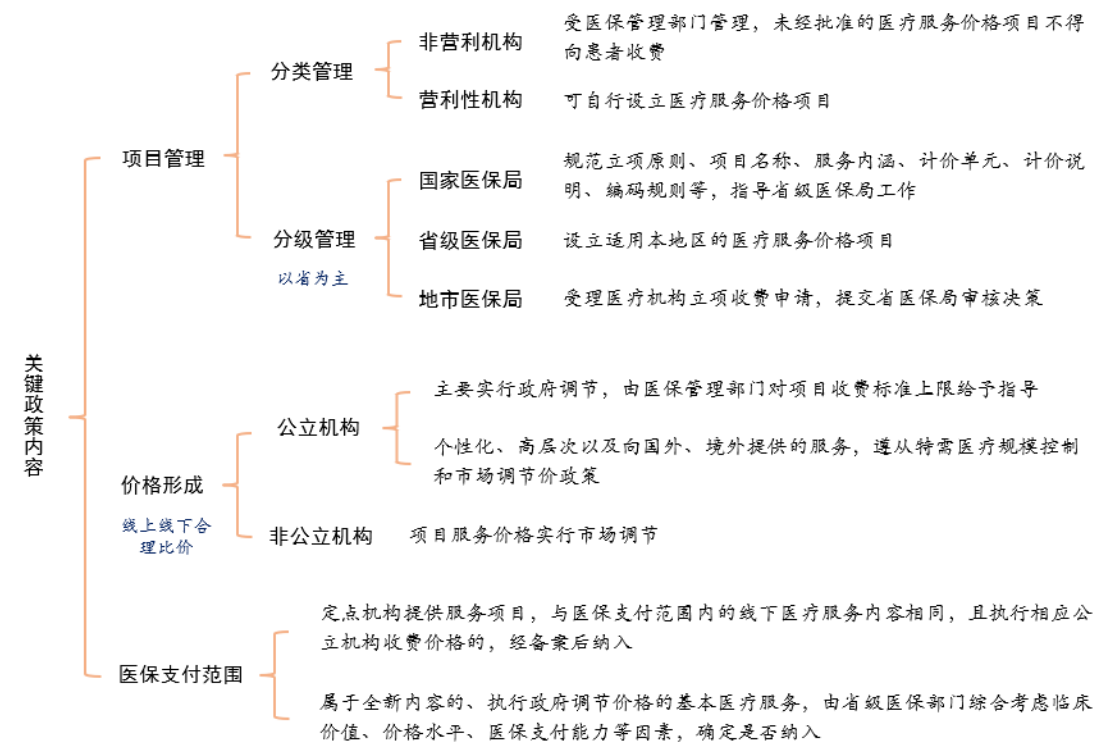 关键政策内容
项目管理
分类管理
非营利机构
受医保管理部门管理，未经批准的医疗服务价格项目不得
向患者收费
营利性机构
可自行设立医疗服务价格项目
分级管理
以省为主
国家医保局
规范立项原则、项目名称、服务内涵、计价单元、计价说
明、编码规则等，指导省级医保局工作
省级医保局
设立适用本地区的医疗服务价格项目
地市医保局
受理医疗机构立项收费申请，提交省医保局审核决策
价格形成
线上线下合
理比价
公立机构
主要实行政府调节，由医保管理部门对项目收费标准上限给予指导
个性化、高层次以及向国外、境外提供的服务，遵从特需医疗规模控制
和市场调节价政策
非公立机构
项目服务价格实行市场调节
医保支付范围
定点机构提供服务项目，与医保支付范围内的线下医疗服务内容相同，且执行相应公
立机构收费价格的，经备案后纳入
属于全新内容的、执行政府调节价格的基本医疗服务，由省级医保部门综合考虑临床
价值、价格水平、医保支付能力等因素，确定是否纳入